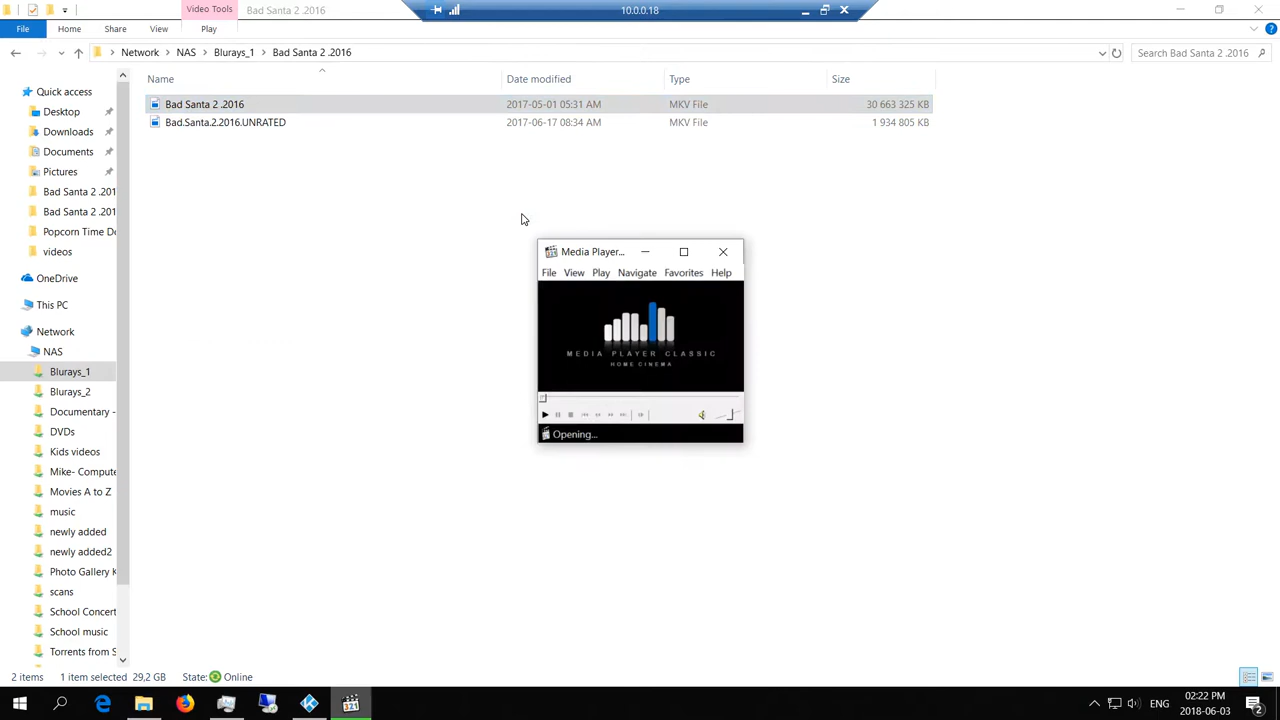 Video Tools
Bad Santa 2 .2016
10.0.0.18
File
Home
Share
View
Play
Network
NAS
Blurays_1
Bad Santa 2 .2016
Search Bad Santa 2 .2016
Name
Date modified
Type
Size
Bad Santa 2 .2016
2017-05-01 05:31 AM
MKV File
30 663 325 KB
Bad.Santa.2.2016.UNRATED
2017-06-17 08:34 AM
MKV File
1 934 805 KB
Quick access
Desktop
Downloads
Documents
Pictures
Bad Santa 2 .201
Bad Santa 2 .201
Popcorn Time De
videos
OneDrive
This PC
Network
NAS
Blurays_1
Blurays_2
Documentary -
DVDs
Kids videos
Mike- Compute
Movies A to Z
music
newly added
newly added2
Photo Gallery K
scans
School Concert
School music
Torrents from S
Media Player...
File View Play Navigate Favorites Help
MEDIA PLAYER CLASSIC
HOME CINEMA
321
Opening...
2 items
1 item selected 29,2 GB
State: Online
321
ENG
02:22 PM
2018-06-03
2